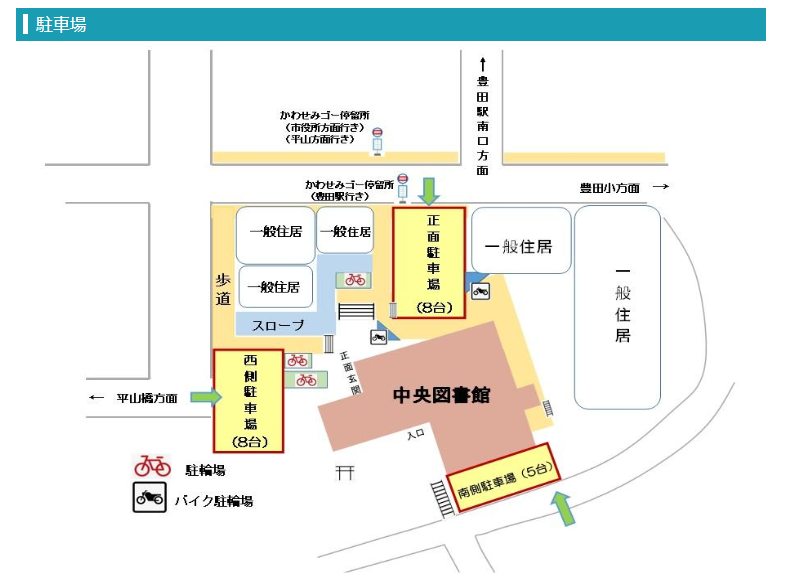 駐車場
↑豊田駅南口方面
かわせみゴー停留所
（市役所方面行き）
（平山方面行き）
かわせみゴー停留所
（豊田駅行き）
豊田小方面 →
一般住居
一般住居
一般住居
一般住居
一般住居
正面駐車場
（8台）
歩道
スロープ
正面玄関
西側駐車場
（8台）
← 平山橋方面
中央図書館
入口
南側駐車場（5台）
駐輪場
バイク駐輪場